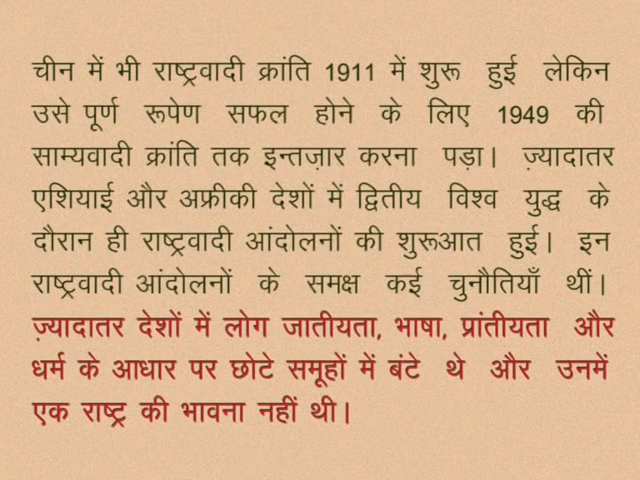 चीन में भी राष्ट्रवादी क्रांति 1911 में शुरू हुई लेकिन
उसे पूर्ण रूपेण सफल होने के लिए 1949 की
साम्यवादी क्रांति तक इन्तज़ार करना पड़ा। ज़्यादातर
एशियाई और अफ्रीकी देशों में द्वितीय विश्व युद्ध के
दौरान ही राष्ट्रवादी आंदोलनों की शुरूआत हुई। इन
राष्ट्रवादी आंदोलनों के समक्ष कई चुनौतियाँ थीं।
ज़्यादातर देशों में लोग जातीयता, भाषा, प्रांतीयता और
धर्म के आधार पर छोटे समूहों में बंटे थे और उनमें
एक राष्ट्र की भावना नहीं थी।